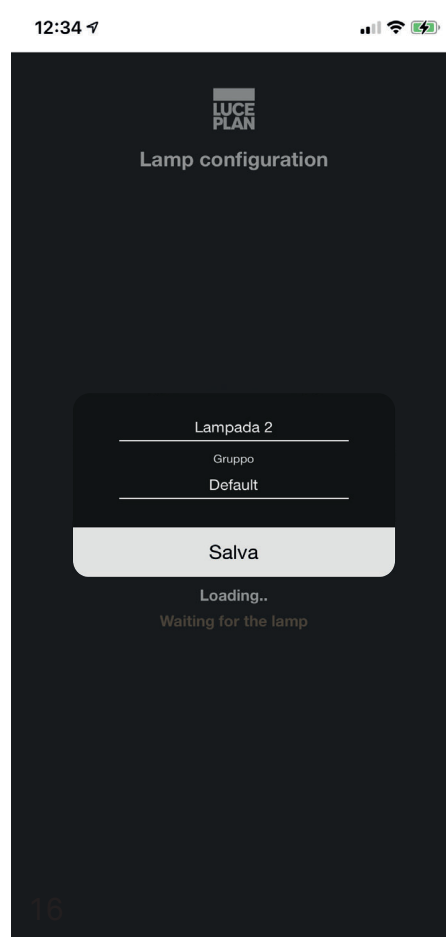 12:34
LUCE
PLAN
Lamp configuration
Lampada 2
Gruppo
Default
Salva
Loading..
Waiting for the lamp
16